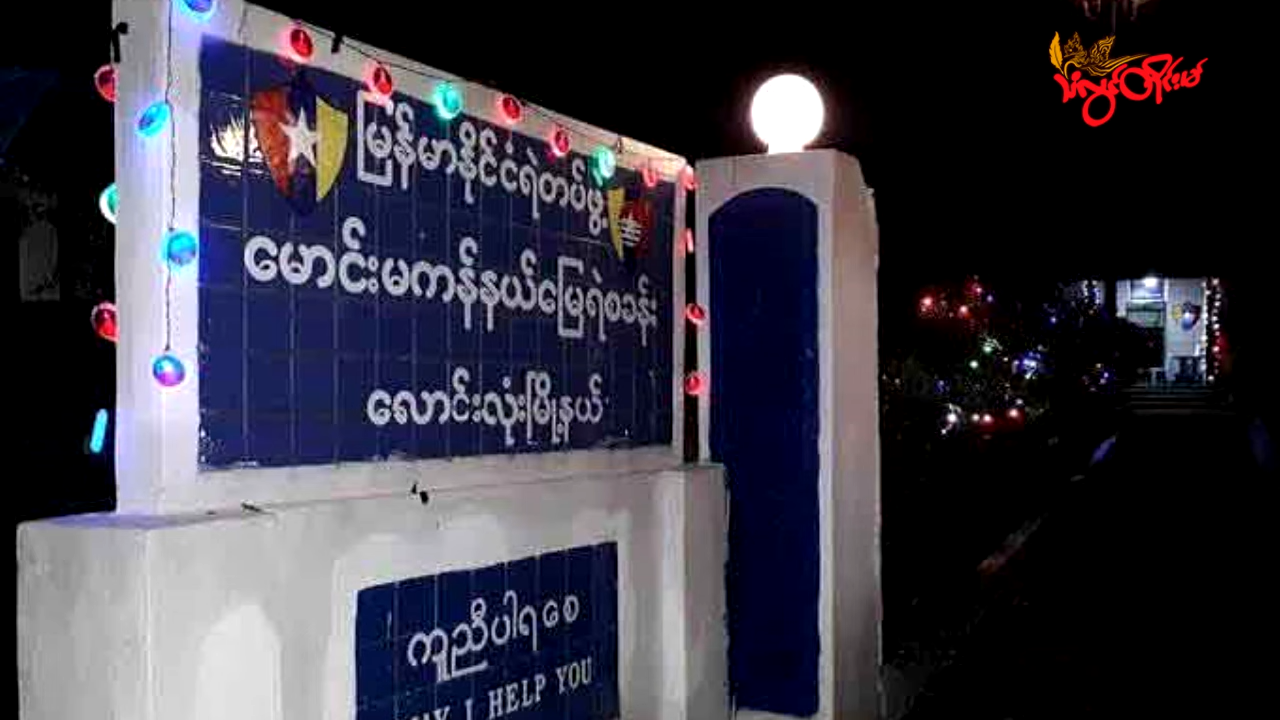 မြန်မာနိုင်ငံရဲတပ်ဖွဲ့
မောင်းမကန်နယ်မြေရဲစခန်း
လောင်းလုံးမြို့နယ်
ကူညီပါရစေ
I HELP YOU